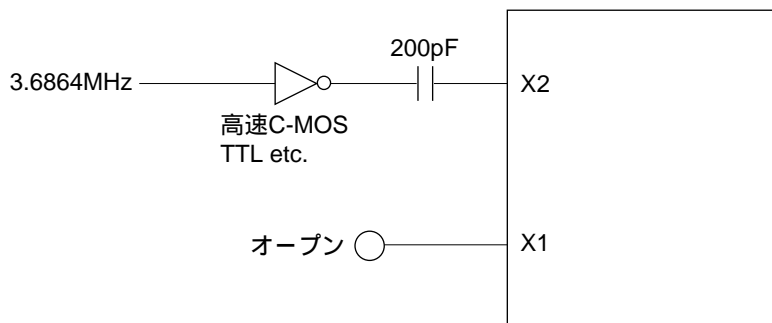 200pF
3.6864MHz
X2
高速C-MOS
TTL etc.
オープン
X1